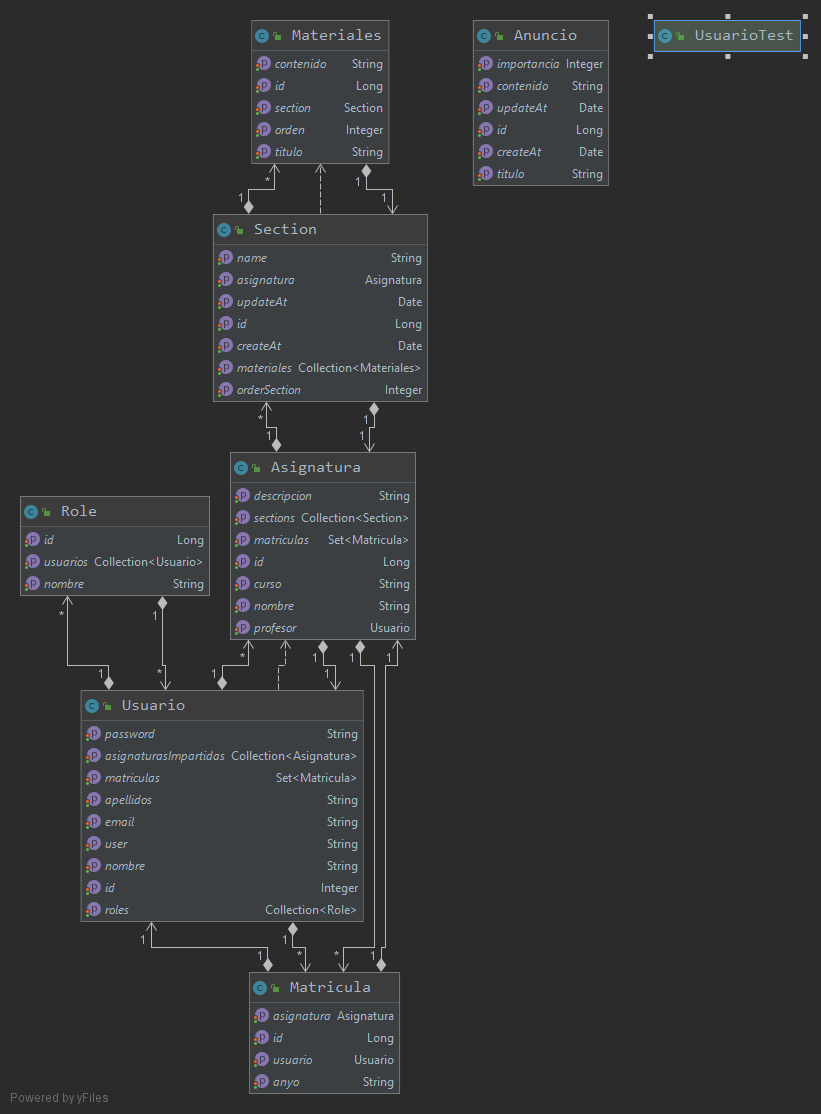 Materiales
contenido String
id Long
section Section
orden Integer
titulo String
Anuncio
importancia Integer
contenido String
updateAt Date
id Long
createAt Date
titulo String
UsuarioTest
* 1
1 1
Section
name String
asignatura Asignatura
updateAt Date
id Long
createAt Date
materiales Collection<Materiales>
orderSection Integer
* 1
1 1
Asignatura
descripcion String
sections Collection<Section>
matriculas Set<Matricula>
id Long
curso String
nombre String
profesor Usuario
Role
id Long
usuarios Collection<Usuario>
nombre String
* 1 * 1
1 * 1 1 1 1
Usuario
password String
asignaturasImpartidas Collection<Asignatura>
matriculas Set<Matricula>
apellidos String
email String
user String
nombre String
id Integer
roles Collection<Role>
1 1
1 * * 1
Matricula
asignatura Asignatura
id Long
usuario Usuario
anyo String
Powered by yFiles